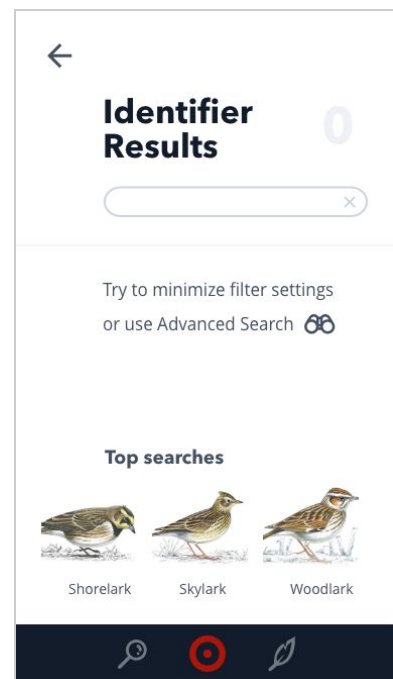 Identifier
Results
0
Try to minimize filter settings
or use Advanced Search
Top searches
Shorelark Skylark Woodlark